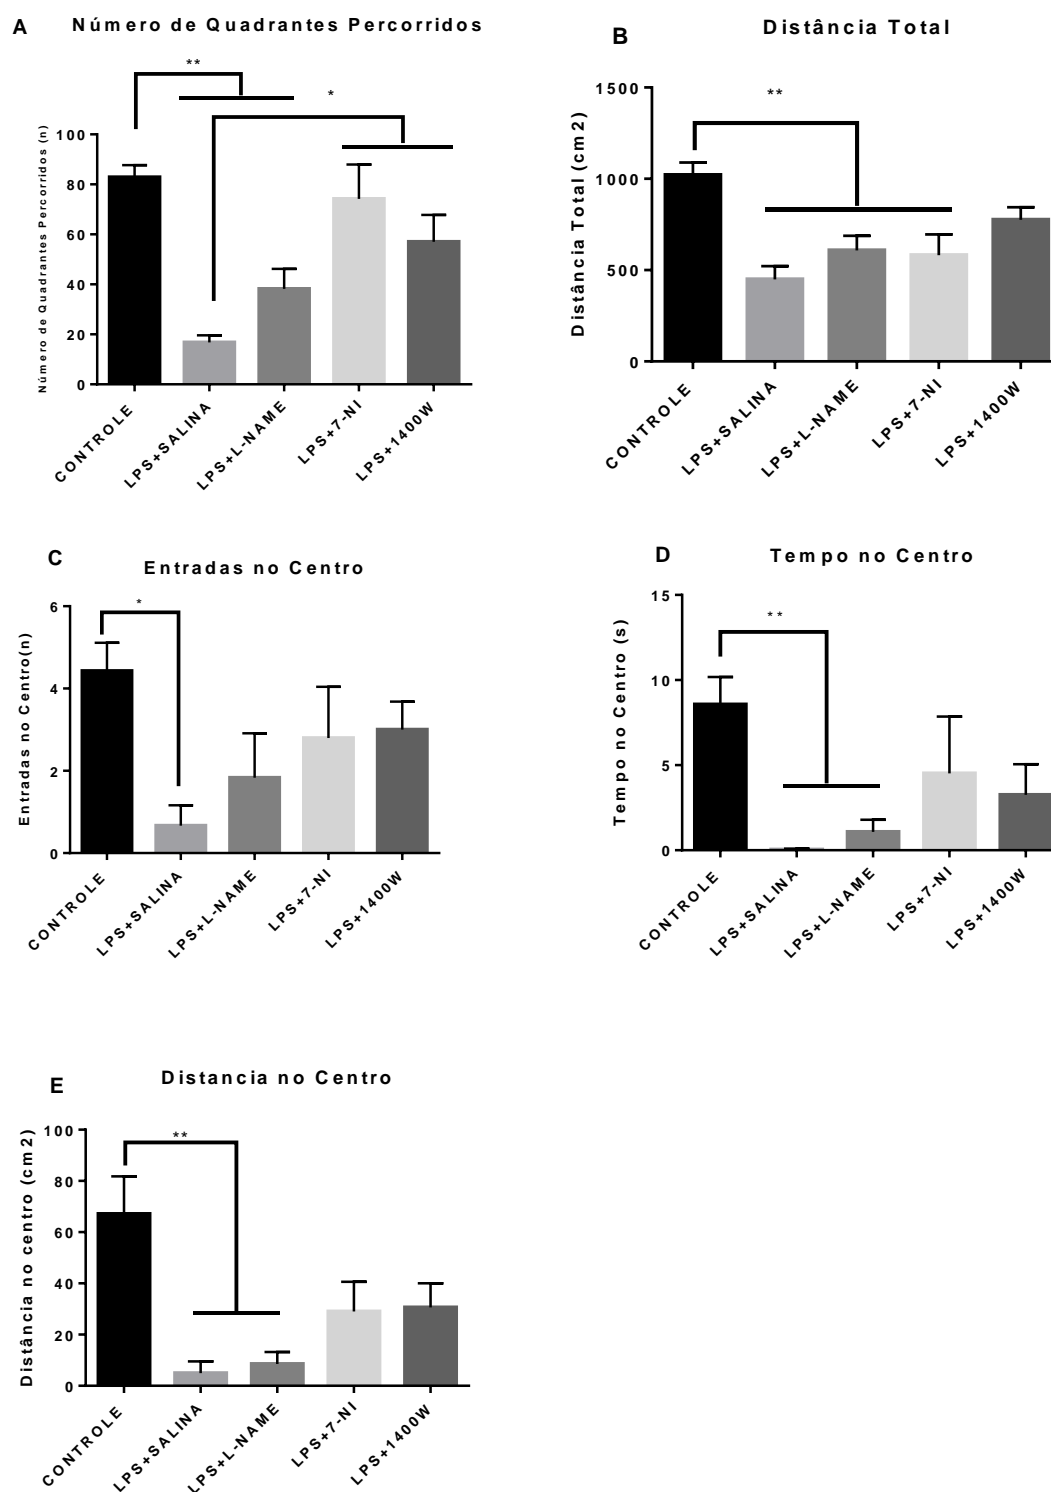 A
Número de Quadrantes Percorridos
**
*
Número de Quadrantes Percorridos (n)
100
80
60
40
20
0
CONTROLE
LPS+SALINA
LPS+L-NAME
LPS+7-NI
LPS+1400W
B
Distância Total
**
Distância Total (cm2)
1500
1000
500
0
CONTROLE
LPS+SALINA
LPS+L-NAME
LPS+7-NI
LPS+1400W
C
Entradas no Centro
*
Entradas no Centro(n)
6
4
2
0
CONTROLE
LPS+SALINA
LPS+L-NAME
LPS+7-NI
LPS+1400W
D
Tempo no Centro
**
Tempo no Centro (s)
15
10
5
0
CONTROLE
LPS+SALINA
LPS+L-NAME
LPS+7-NI
LPS+1400W
E
Distancia no Centro
**
Distância no centro (cm2)
100
80
60
40
20
0
CONTROLE
LPS+SALINA
LPS+L-NAME
LPS+7-NI
LPS+1400W